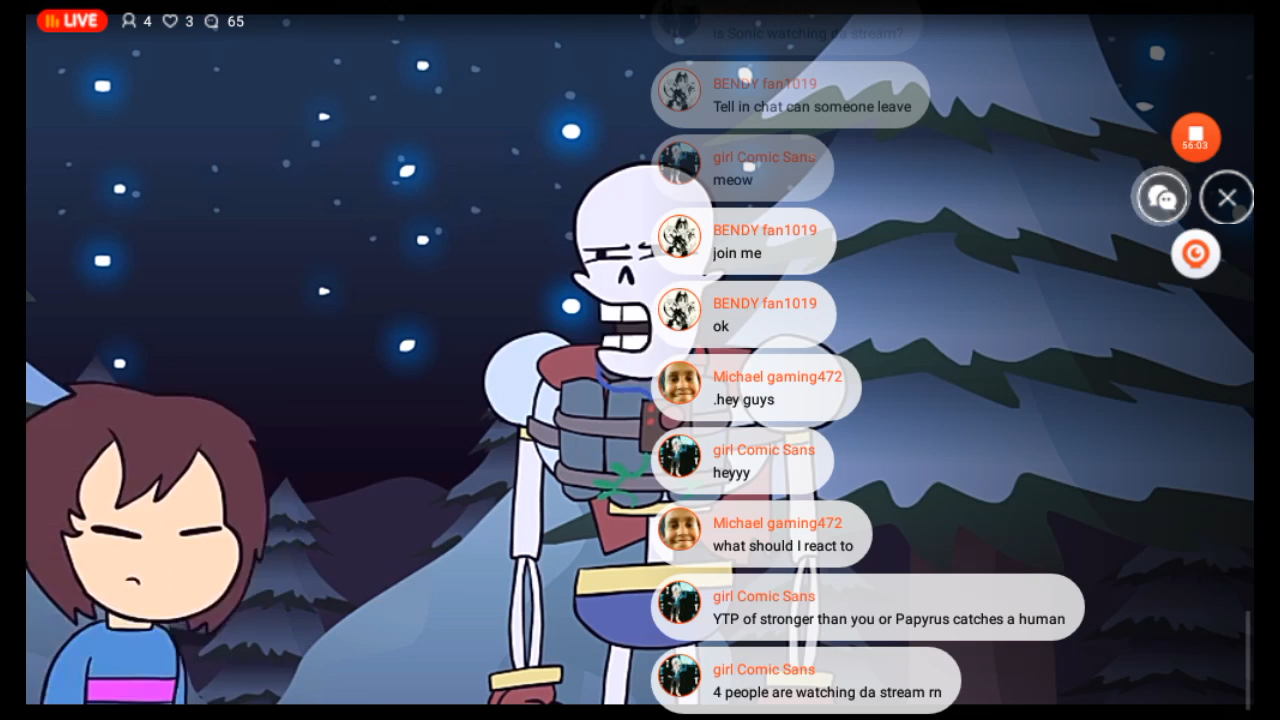 LIVE 4 3 65
is Sonic watching da stream?
BENDY fan1019
Tell in chat can someone leave
girl Comic Sans
meow
BENDY fan1019
join me
BENDY fan1019
ok
Michael gaming472
.hey guys
girl Comic Sans
heyyy
Michael gaming472
what should I react to
girl Comic Sans
YTP of stronger than you or Papyrus catches a human
girl Comic Sans
4 people are watching da stream rn
56:03